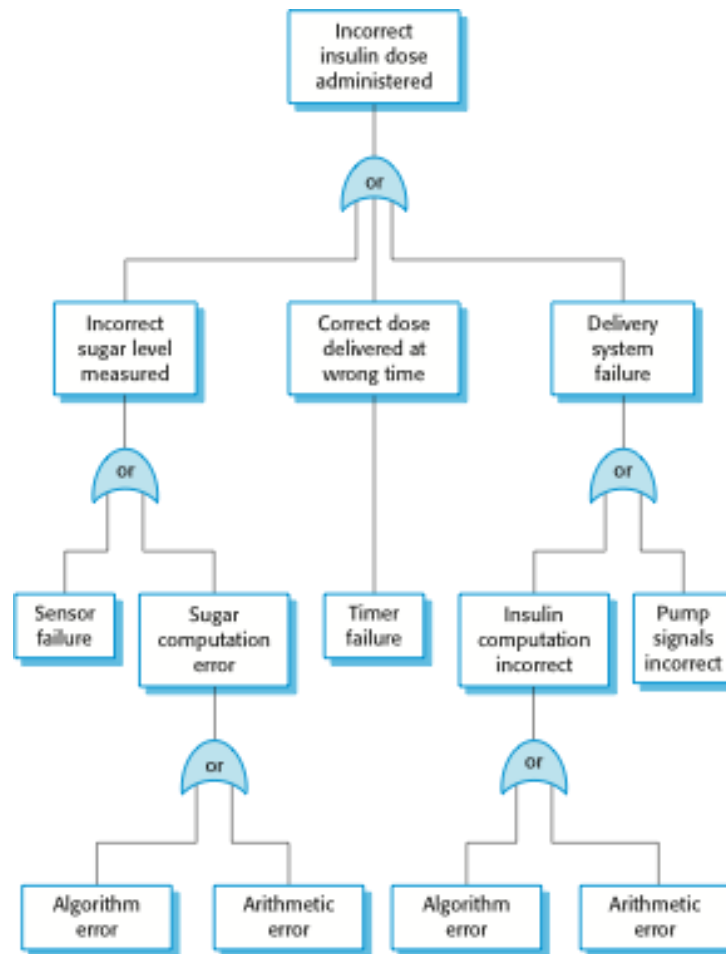 Incorrect
insulin dose
administered
or
Incorrect
sugar level
measured
Correct dose
delivered at
wrong time
Delivery
system
failure
or
or
Sensor
failure
Sugar
computation
error
Timer
failure
Insulin
computation
incorrect
Pump
signals
incorrect
or
or
Algorithm
error
Arithmetic
error
Algorithm
error
Arithmetic
error